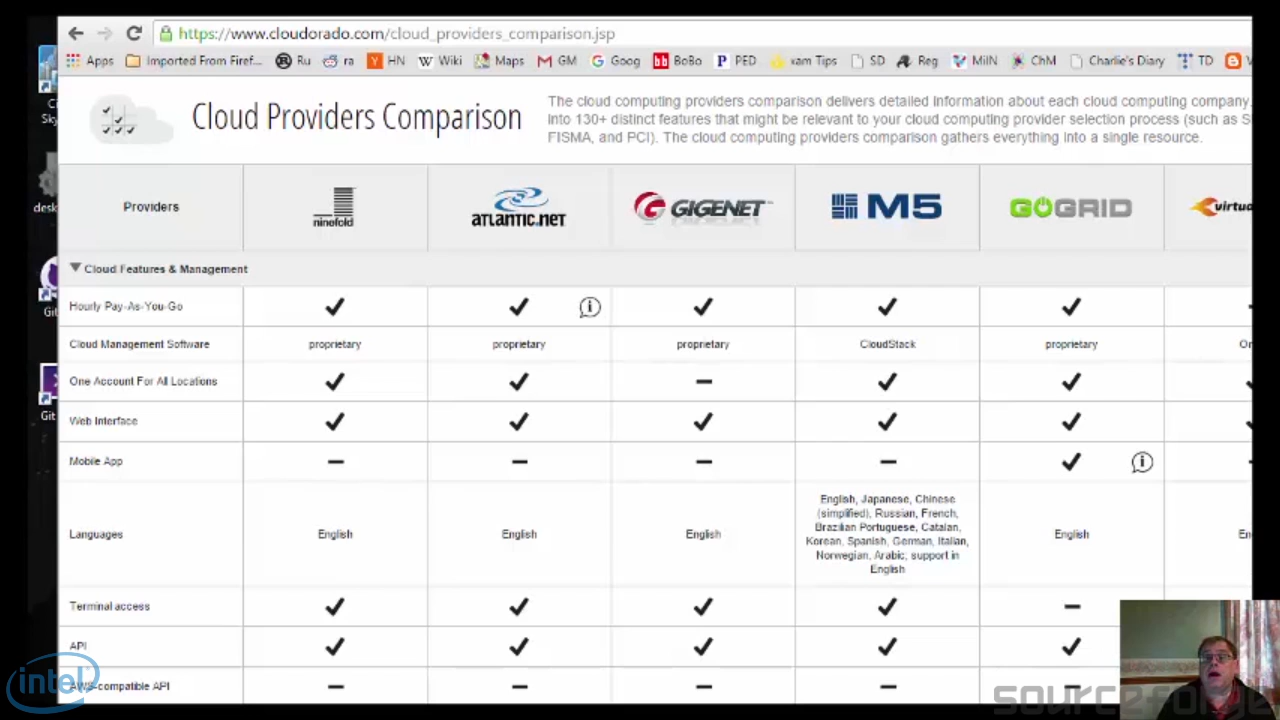 https://www.cloudorado.com/cloud_providers_comparison.jsp
Apps Imported From Firef... Ru ra HN Wiki Maps GM Goog BoBo PED xam Tips SD Reg MilN ChM Charlie's Diary TD
Cloud Providers Comparison
The cloud computing providers comparison delivers detailed information about each cloud computing company,
into 130+ distinct features that might be relevant to your cloud computing provider selection process (such as S
FISMA, and PCI). The cloud computing providers comparison gathers everything into a single resource.
Providers ninefold ATLANTIC.NET GIGENET M5 GOGRID virtua
Cloud Features & Management
Hourly Pay-As-You-Go
Cloud Management Software proprietary proprietary proprietary CloudStack proprietary
One Account For All Locations
Web Interface
Mobile App
Languages English English English English, Japanese, Chinese (simplified), Russian, French, Brazilian Portuguese, Catalan, Korean, Spanish, German, Italian, Norwegian, Arabic, support in English English
Terminal access
API
AWS-compatible API
intel
sourceforge
desk
Git
Sky